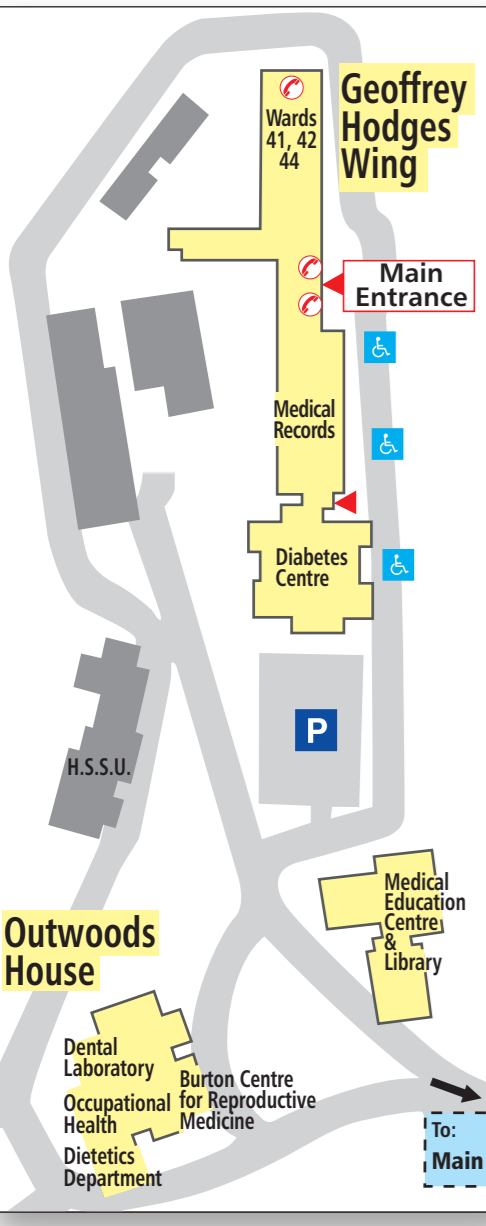 Geoffrey
Hodges
Wing
Wards
41, 42
44
Main
Entrance
Medical
Records
Diabetes
Centre
P
H.S.S.U.
Medical
Education
Centre
&
Library
Outwoods
House
Dental
Laboratory
Occupational
Health
Dietetics
Department
Burton Centre
for Reproductive
Medicine
To:
Main